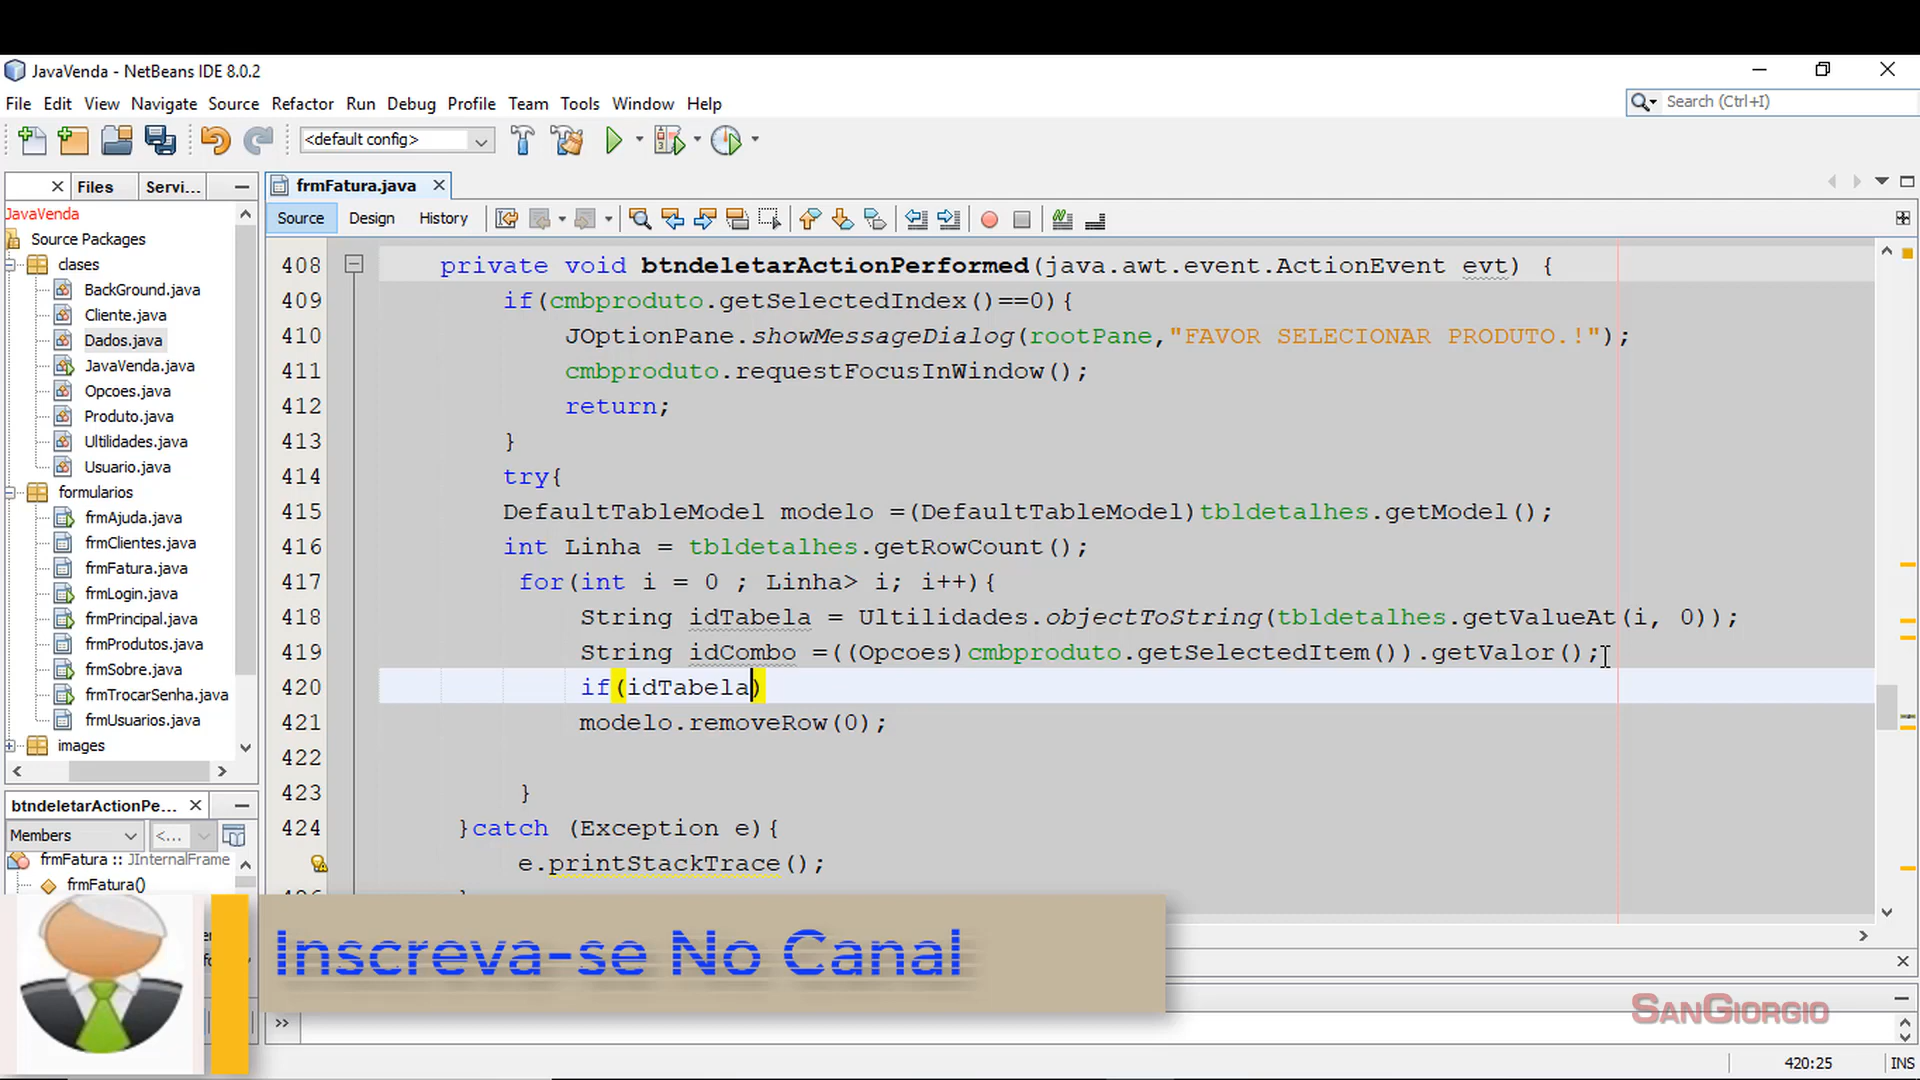 JavaVenda - NetBeans IDE 8.0.2
File Edit View Navigate Source Refactor Run Debug Profile Team Tools Window Help
Search (Ctrl+I)
<default config>
Files Servi...
frmFatura.java
JavaVenda
Source Packages
clases
BackGround.java
Cliente.java
Dados.java
JavaVenda.java
Opcoes.java
Produto.java
Ultilidades.java
Usuario.java
formularios
frmAjuda.java
frmClientes.java
frmFatura.java
frmLogin.java
frmPrincipal.java
frmProdutos.java
frmSobre.java
frmTrocarSenha.java
frmUsuarios.java
images
btndeletarActionPe...
Members
<...
frmFatura :: JInternalFrame
frmFatura()
Source Design History
408 private void btndeletarActionPerformed(java.awt.event.ActionEvent evt) {
409 if(cmbproduto.getSelectedIndex()==0){
410 JOptionPane.showMessageDialog(rootPane,"FAVOR SELECIONAR PRODUTO.!");
411 cmbproduto.requestFocusInWindow();
412 return;
413 }
414 try{
415 DefaultTableModel modelo =(DefaultTableModel)tbldetalhes.getModel();
416 int Linha = tbldetalhes.getRowCount();
417 for(int i = 0 ; Linha> i; i++){
418 String idTabela = Ultilidades.objectToString(tbldetalhes.getValueAt(i, 0));
419 String idCombo =((Opcoes)cmbproduto.getSelectedItem()).getValor();
420 if(idTabela)
421 modelo.removeRow(0);
422
423 }
424 }catch (Exception e){
e.printStackTrace();
Inscreva-se No Canal
SANGIORGIO
420:25 INS